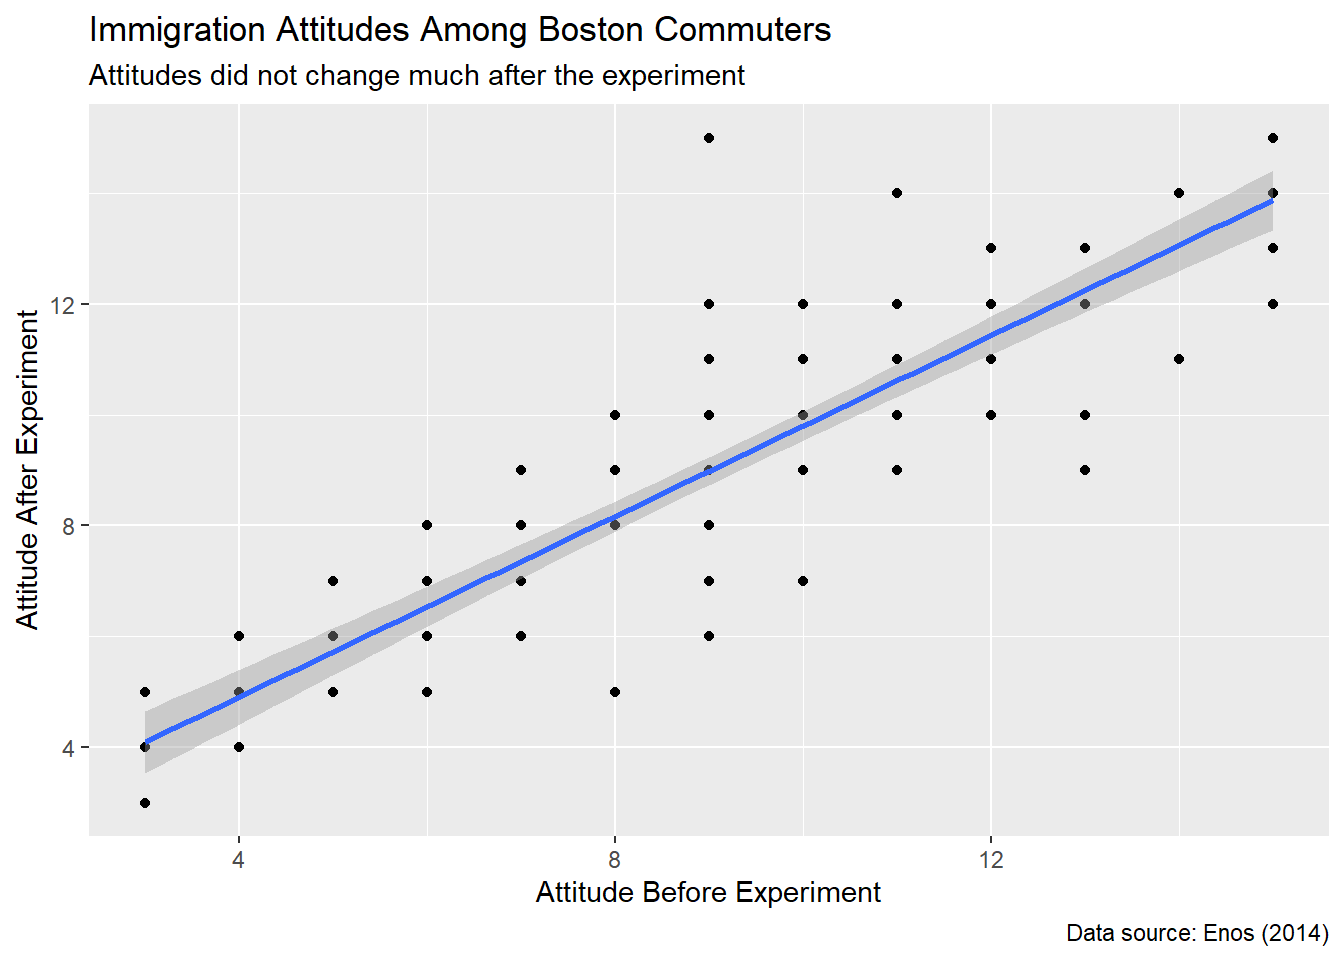 Immigration Attitudes Among Boston Commuters
Attitudes did not change much after the experiment
Attitude After Experiment
12
8
4
4 8 12
Attitude Before Experiment
Data source: Enos (2014)